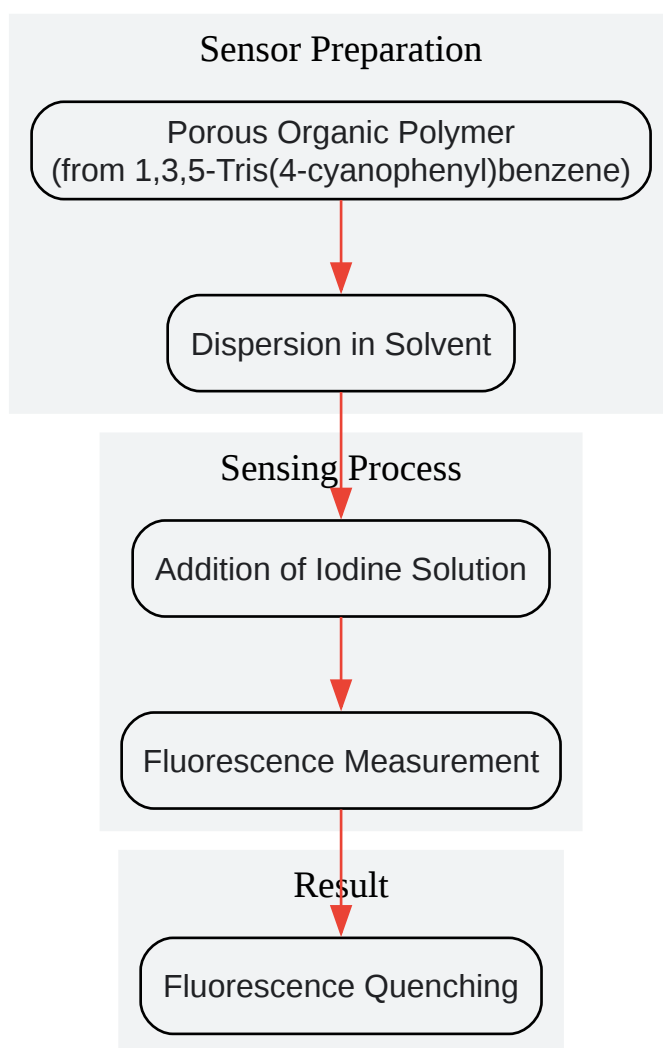 Sensor Preparation
Porous Organic Polymer
(from 1,3,5-Tris(4-cyanophenyl)benzene)
Dispersion in Solvent
Sensing Process
Addition of Iodine Solution
Fluorescence Measurement
Result
Fluorescence Quenching